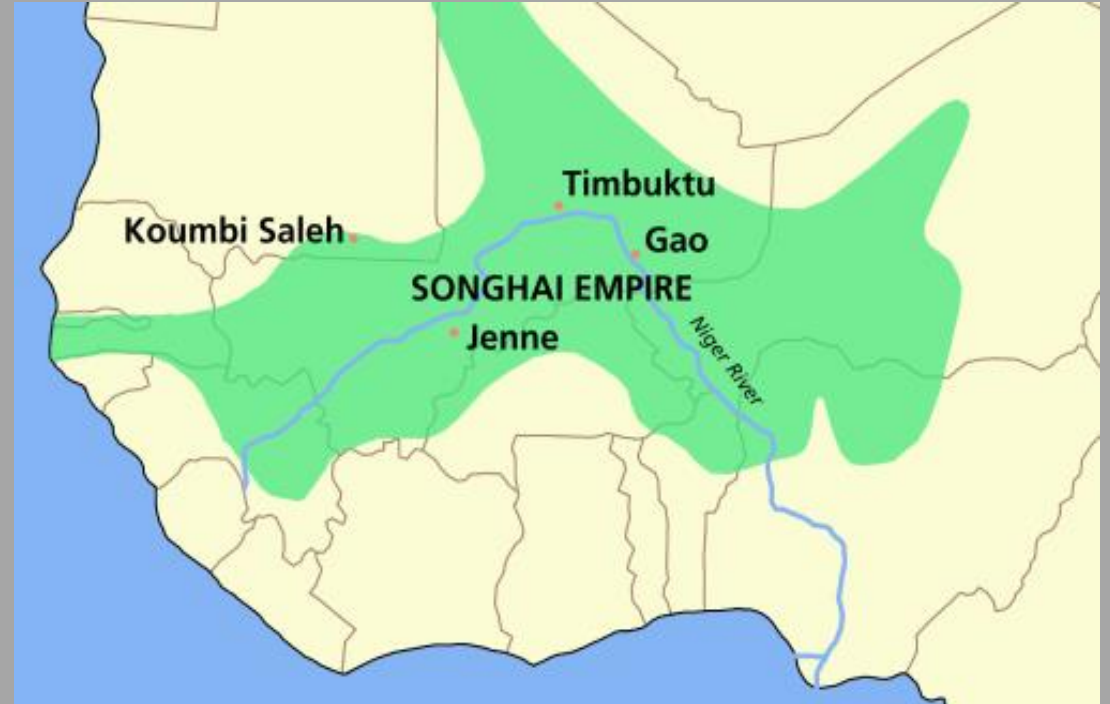 Timbuktu
Koumbi Saleh
Gao
SONGHAI EMPIRE
Jenne
Niger River